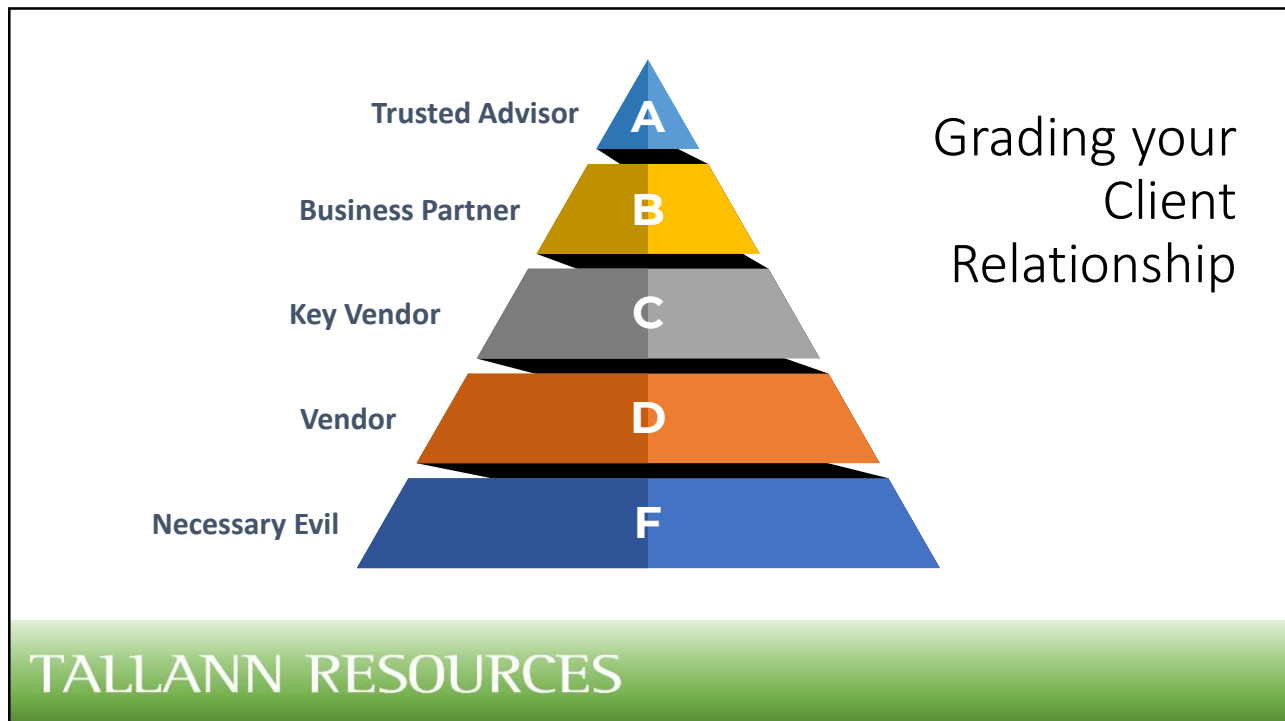 Grading your
Client
Relationship
Trusted Advisor
A
Business Partner
B
Key Vendor
C
Vendor
D
Necessary Evil
F
TALLANN RESOURCES